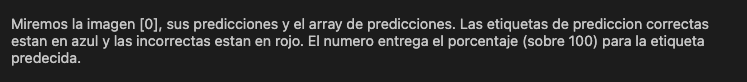 Miremos la imagen [0], sus predicciones y el array de predicciones. Las etiquetas de prediccion correctas
estan en azul y las incorrectas estan en rojo. El numero entrega el porcentaje (sobre 100) para la etiqueta
predecida.